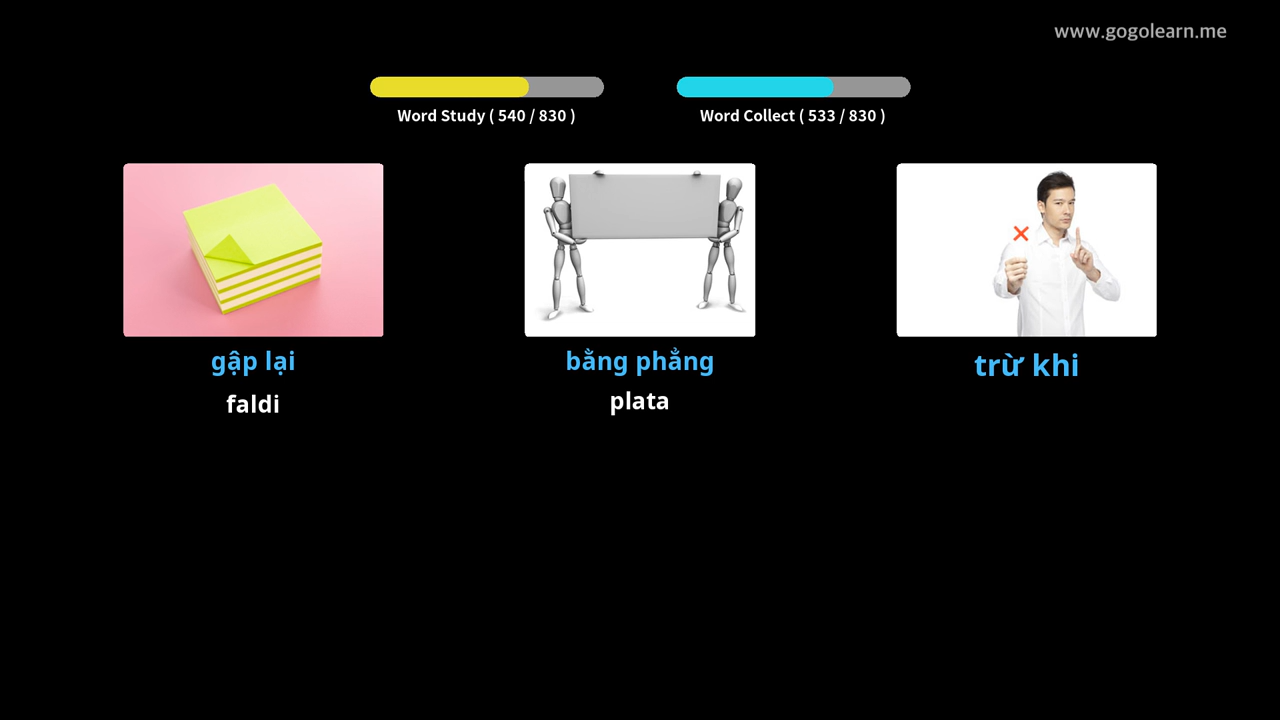 www.gogolearn.me
Word Study ( 540 / 830 )
Word Collect ( 533 / 830 )
gập lại
bằng phẳng
trừ khi
faldi
plata